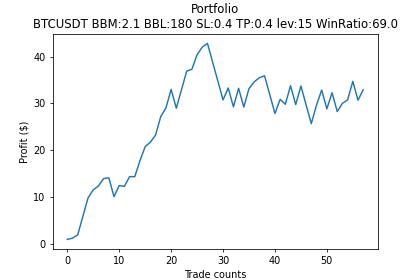 Portfolio
BTCUSDT BBM:2.1 BBL:180 SL:0.4 TP:0.4 lev:15 WinRatio:69.0
40
30
20
10
0
Profit ($)
0 10 20 30 40 50
Trade counts